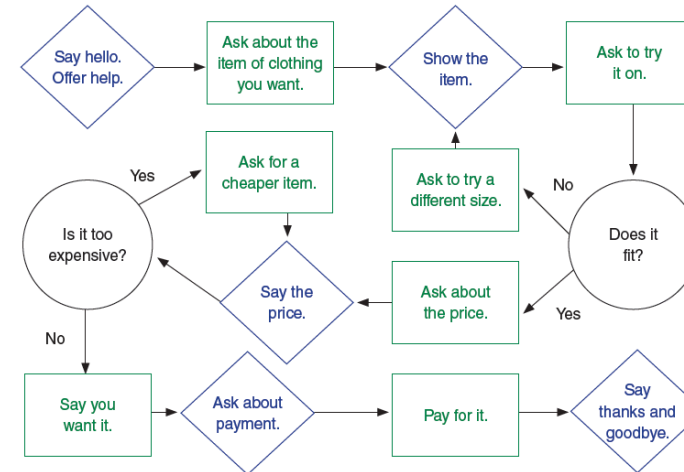 Say hello.
Offer help.
Ask about the
item of clothing
you want.
Show the
item.
Ask to try
it on.
Does it
fit?
No
Ask to try a
different size.
Yes
Ask about
the price.
Say the
price.
Is it too
expensive?
Yes
Ask for a
cheaper item.
No
Say you
want it.
Ask about
payment.
Pay for it.
Say
thanks and
goodbye.